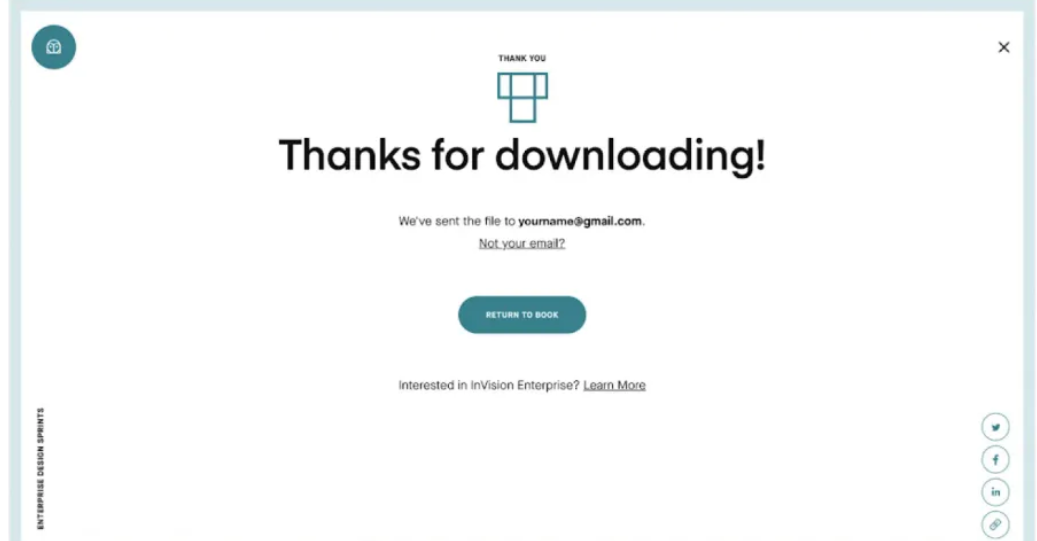 THANK YOU
Thanks for downloading!
We've sent the file to yourname@gmail.com.
Not your email?
RETURN TO BOOK
Interested in InVision Enterprise? Learn More
ENTERPRISE DESIGN SPRINTS